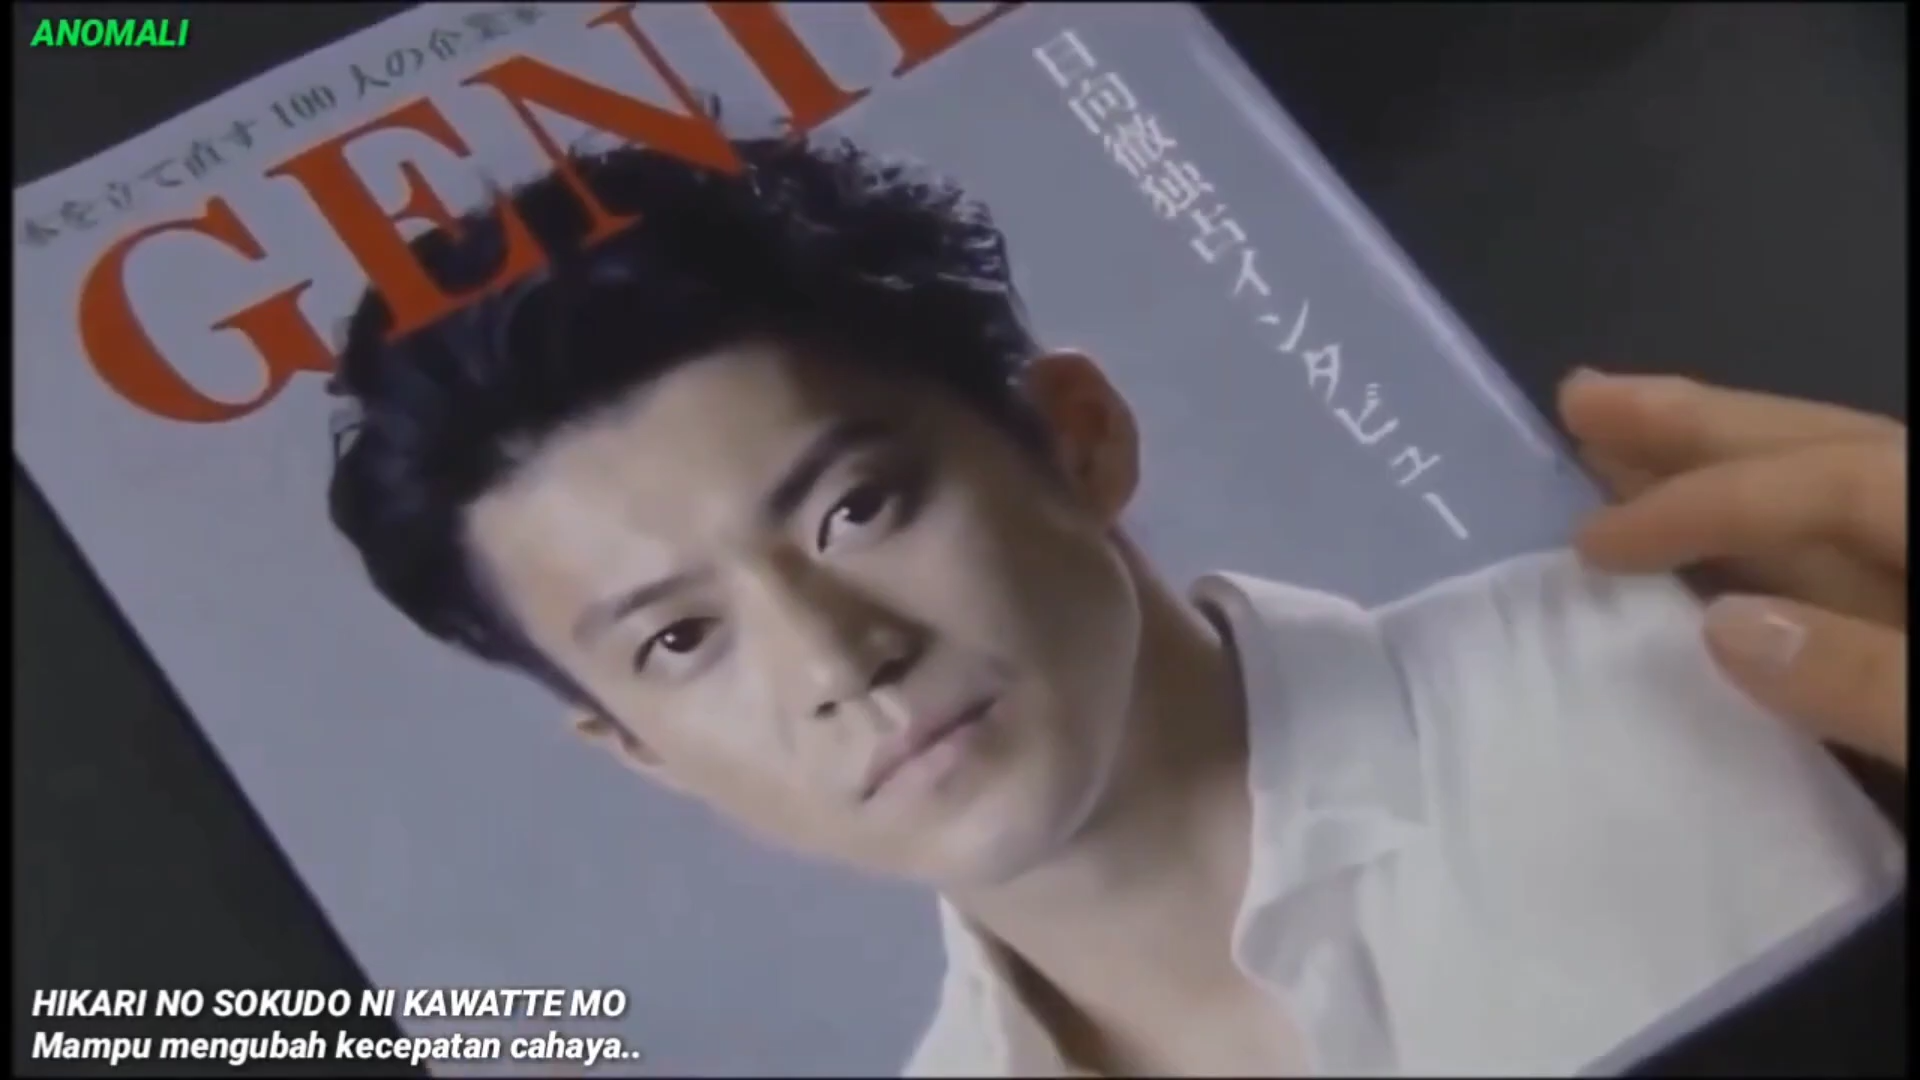 ANOMALI
本を立て直す100人の企業家
GENI
日向徹独占インタビュー
HIKARI NO SOKUDO NI KAWATTE MO
Mampu mengubah kecepatan cahaya..